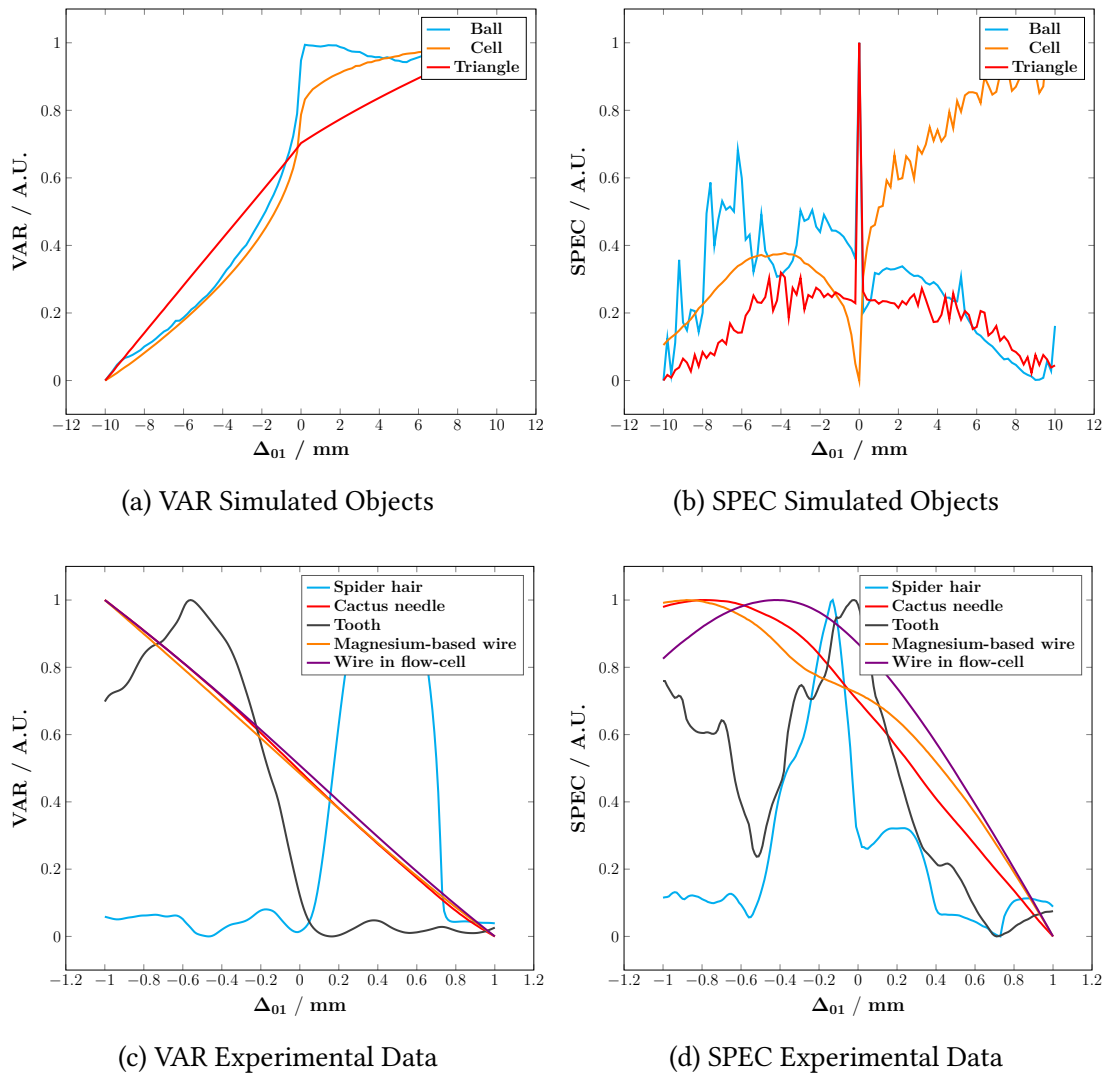 Ball
Cell
Triangle
VAR / A.U.
1
0.8
0.6
0.4
0.2
0
−12 −10 −8 −6 −4 −2 0 2 4 6 8 10 12
Δ01 / mm
(a) VAR Simulated Objects
Ball
Cell
Triangle
SPEC / A.U.
1
0.8
0.6
0.4
0.2
0
−12 −10 −8 −6 −4 −2 0 2 4 6 8 10 12
Δ01 / mm
(b) SPEC Simulated Objects
Spider hair
Cactus needle
Tooth
Magnesium-based wire
Wire in flow-cell
VAR / A.U.
1
0.8
0.6
0.4
0.2
0
−1.2 −1 −0.8 −0.6 −0.4 −0.2 0 0.2 0.4 0.6 0.8 1 1.2
Δ01 / mm
(c) VAR Experimental Data
Spider hair
Cactus needle
Tooth
Magnesium-based wire
Wire in flow-cell
SPEC / A.U.
1
0.8
0.6
0.4
0.2
0
−1.2 −1 −0.8 −0.6 −0.4 −0.2 0 0.2 0.4 0.6 0.8 1 1.2
Δ01 / mm
(d) SPEC Experimental Data